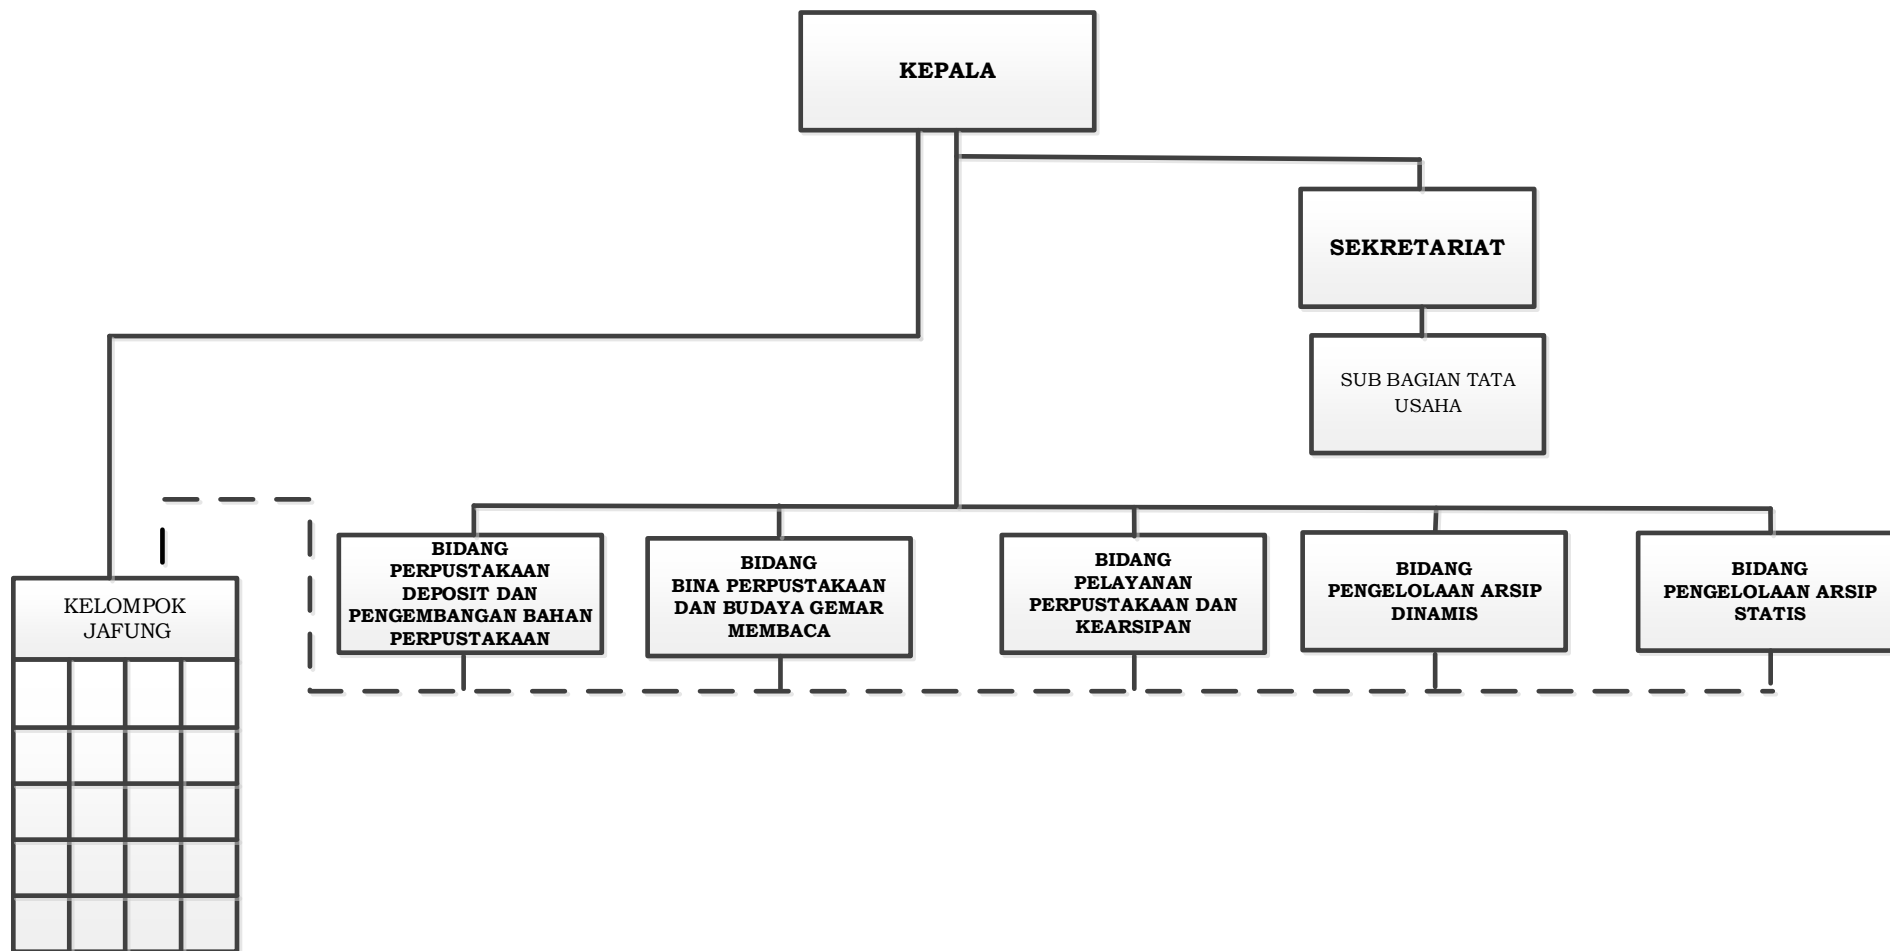 KEPALA
SEKRETARIAT
SUB BAGIAN TATA
USAHA
KELOMPOK
JAFUNG
BIDANG
PERPUSTAKAAN
DEPOSIT DAN
PENGEMBANGAN BAHAN
PERPUSTAKAAN
BIDANG
BINA PERPUSTAKAAN
DAN BUDAYA GEMAR
MEMBACA
BIDANG
PELAYANAN
PERPUSTAKAAN DAN
KEARSIPAN
BIDANG
PENGELOLAAN ARSIP
DINAMIS
BIDANG
PENGELOLAAN ARSIP
STATIS